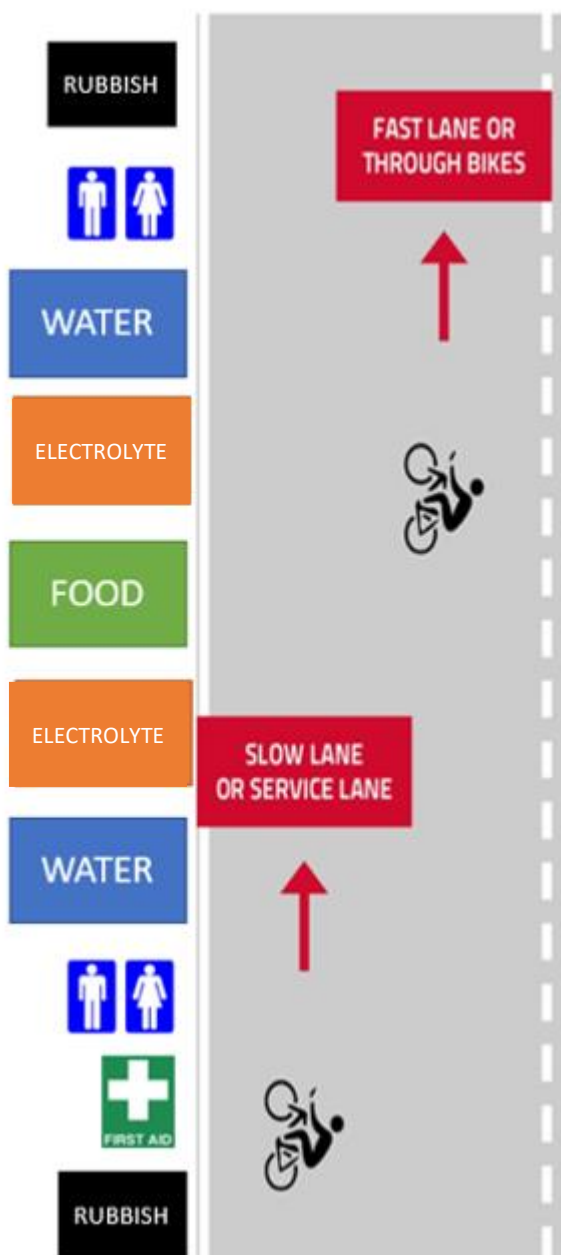 RUBBISH
FAST LANE OR
THROUGH BIKES
WATER
ELECTROLYTE
FOOD
ELECTROLYTE
SLOW LANE
OR SERVICE LANE
WATER
FIRST AID
RUBBISH